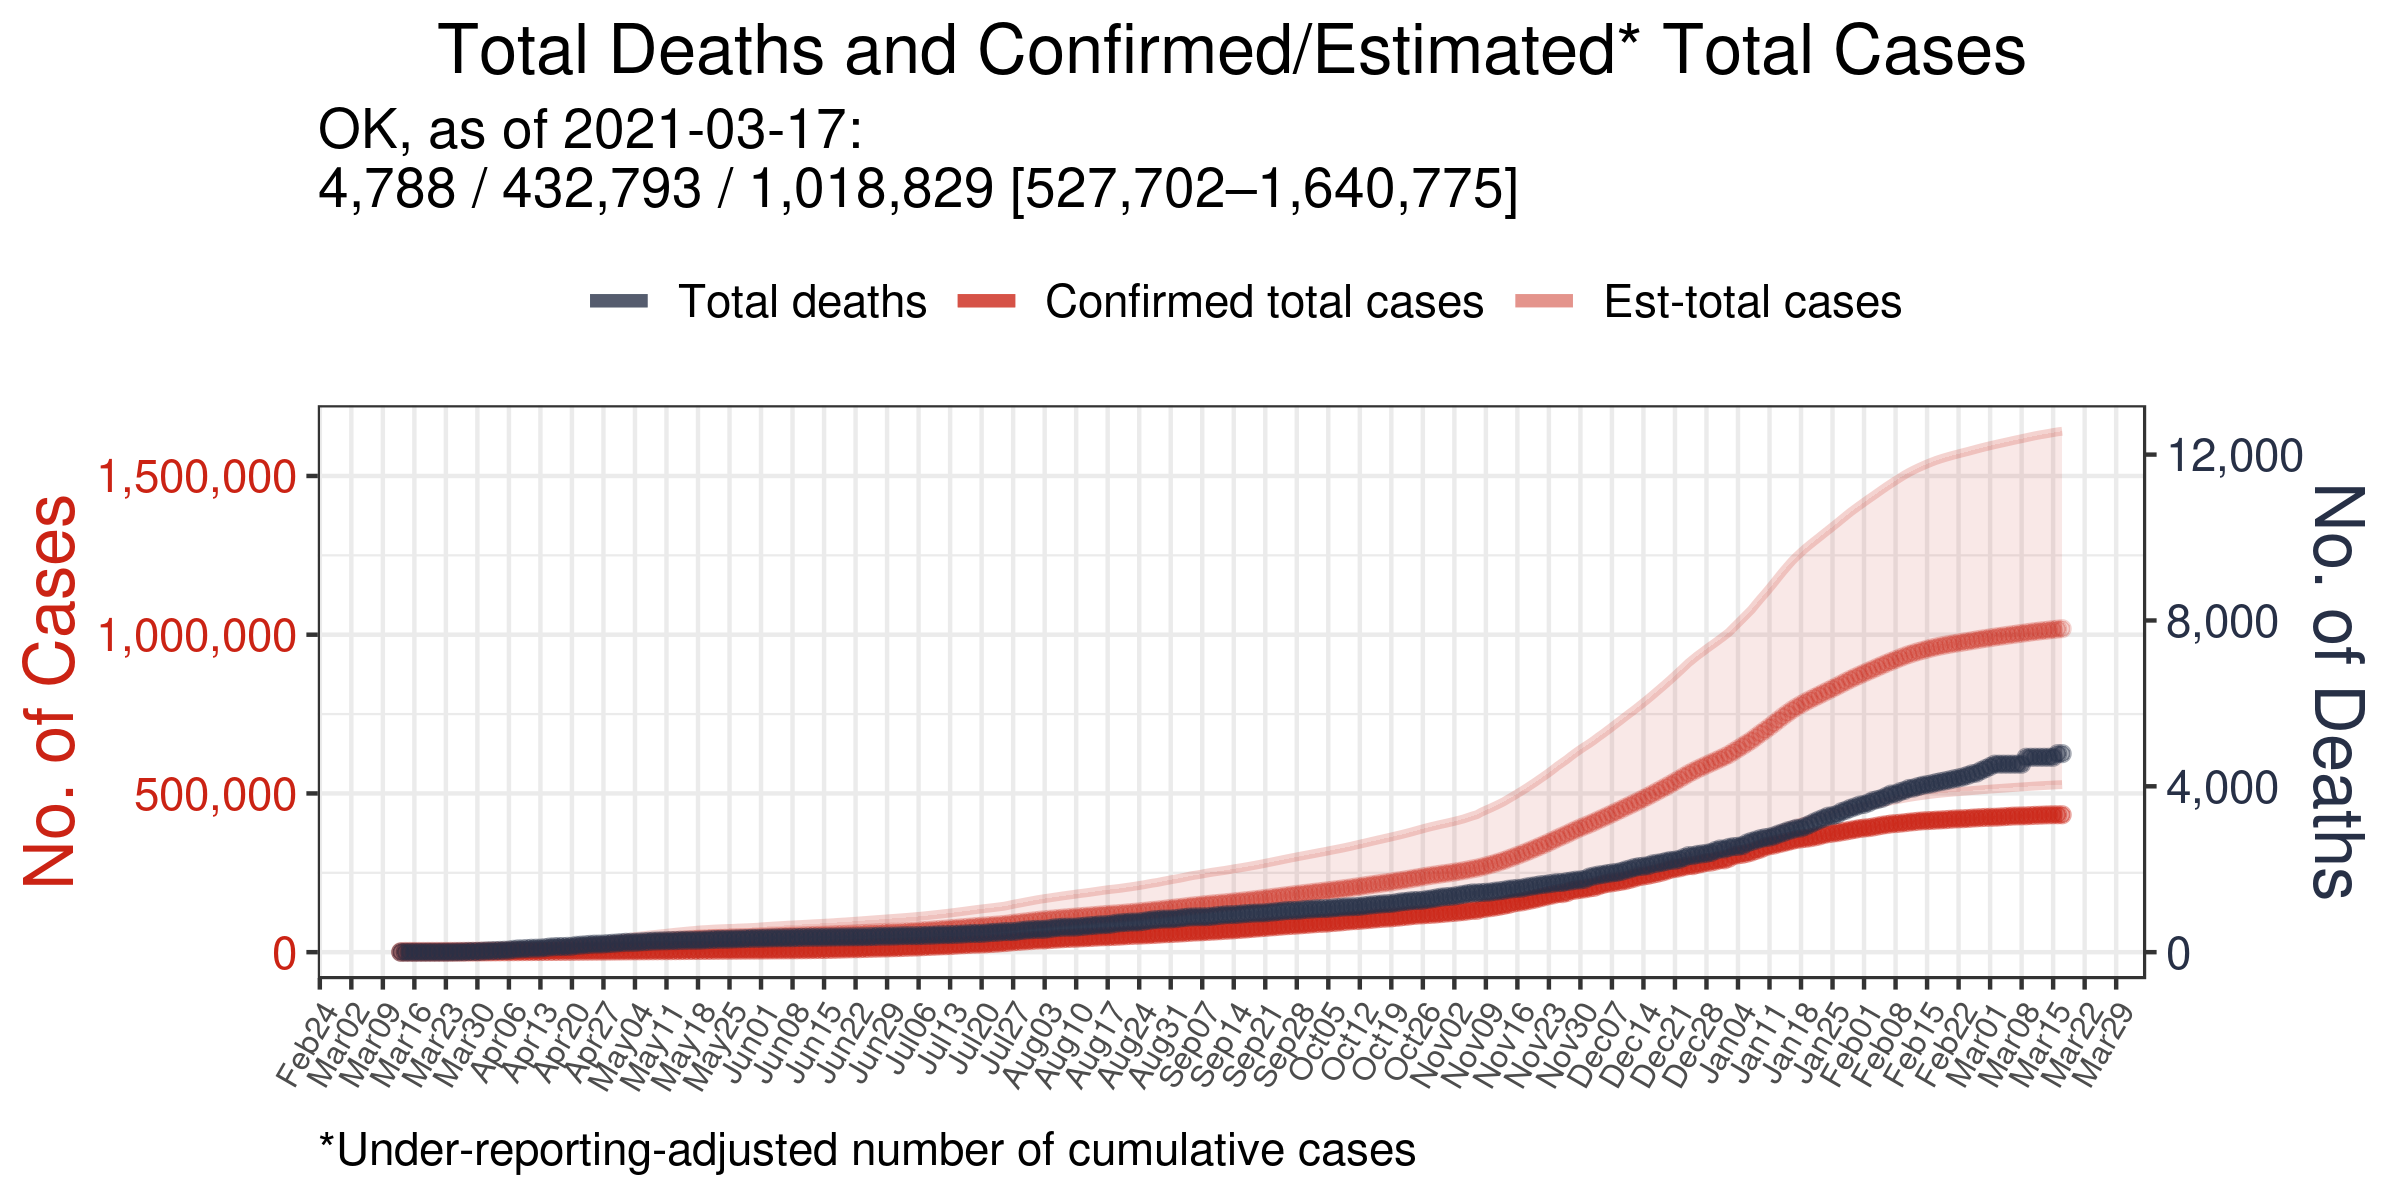 Total Deaths and Confirmed/Estimated* Total Cases
OK, as of 2021-03-17:
4,788 / 432,793 / 1,018,829 [527,702–1,640,775]
Total deaths
Confirmed total cases
Est-total cases
No. of Cases
1,500,000
1,000,000
500,000
0
12,000
8,000
4,000
0
No. of Deaths
Feb24
Mar02
Mar09
Mar16
Mar23
Mar30
Apr06
Apr13
Apr20
Apr27
May04
May11
May18
May25
Jun01
Jun08
Jun15
Jun22
Jun29
Jul06
Jul13
Jul20
Jul27
Aug03
Aug10
Aug17
Aug24
Aug31
Sep07
Sep14
Sep21
Sep28
Oct05
Oct12
Oct19
Oct26
Nov02
Nov09
Nov16
Nov23
Nov30
Dec07
Dec14
Dec21
Dec28
Jan04
Jan11
Jan18
Jan25
Feb01
Feb08
Feb15
Feb22
Mar01
Mar08
Mar15
Mar22
Mar29
*Under-reporting-adjusted number of cumulative cases